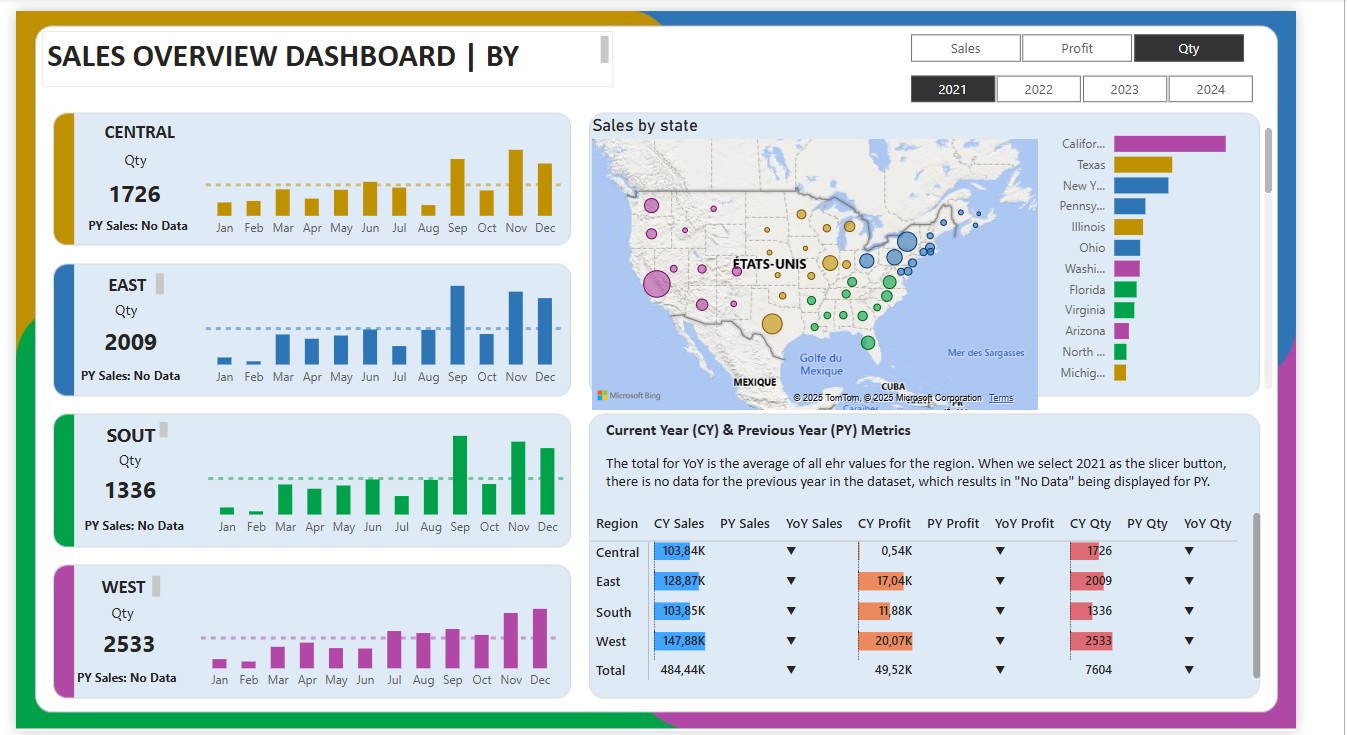 SALES OVERVIEW DASHBOARD | BY
Sales Profit Qty
2021 2022 2023 2024
CENTRAL
Qty
1726
PY Sales: No Data
Jan Feb Mar Apr May Jun Jul Aug Sep Oct Nov Dec
EAST
Qty
2009
PY Sales: No Data
Jan Feb Mar Apr May Jun Jul Aug Sep Oct Nov Dec
SOUT
Qty
1336
PY Sales: No Data
Jan Feb Mar Apr May Jun Jul Aug Sep Oct Nov Dec
WEST
Qty
2533
PY Sales: No Data
Jan Feb Mar Apr May Jun Jul Aug Sep Oct Nov Dec
Sales by state
ÉTATS-UNIS
Golfe du
Mexique
Mer des Sargasses
MEXIQUE
CUBA
Microsoft Bing
© 2025 TomTom, © 2025 Microsoft Corporation Terms
Califor...
Texas
New Y...
Pennsy...
Illinois
Ohio
Washi...
Florida
Virginia
Arizona
North ...
Michig...
Current Year (CY) & Previous Year (PY) Metrics
The total for YoY is the average of all ehr values for the region. When we select 2021 as the slicer button,
there is no data for the previous year in the dataset, which results in "No Data" being displayed for PY.
Region CY Sales PY Sales YoY Sales CY Profit PY Profit YoY Profit CY Qty PY Qty YoY Qty
Central 103,84K ▼ 0,54K ▼ 1726 ▼
East 128,87K ▼ 17,04K ▼ 2009 ▼
South 103,85K ▼ 11,88K ▼ 1336 ▼
West 147,88K ▼ 20,07K ▼ 2533 ▼
Total 484,44K ▼ 49,52K ▼ 7604 ▼